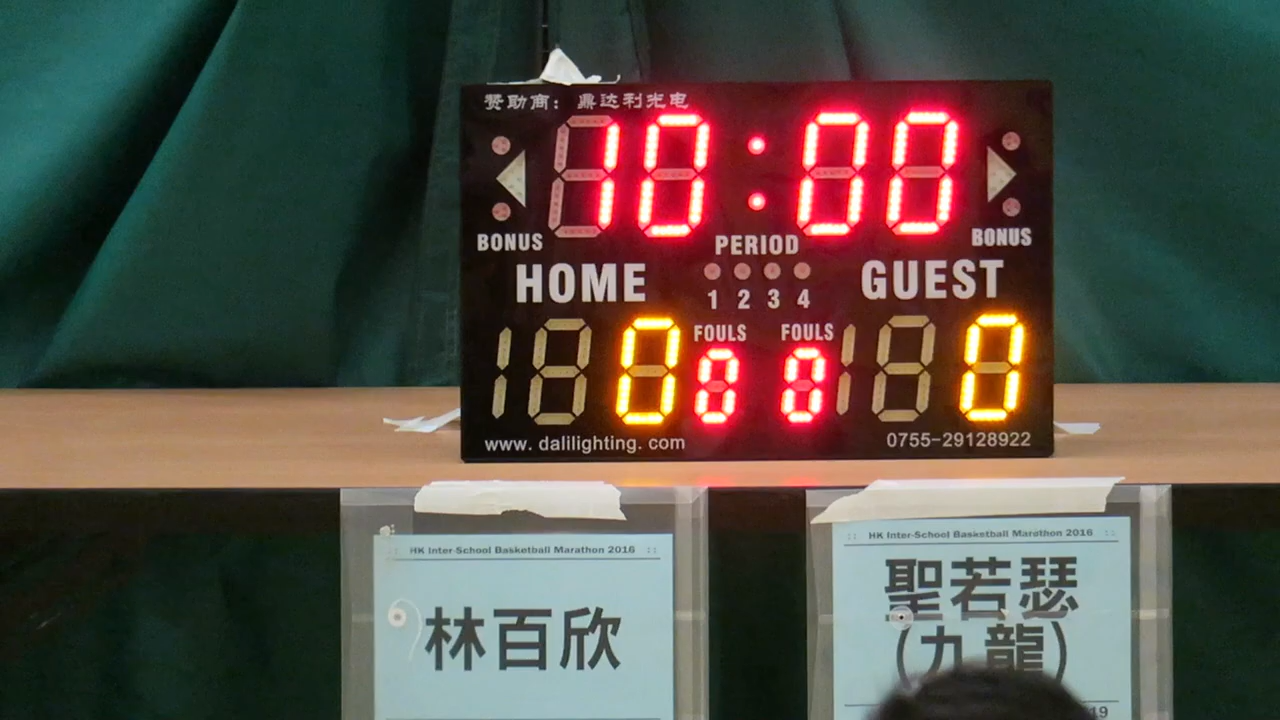 赞助商：鼎达利光电
10:00
BONUS
PERIOD
BONUS
HOME
1 2 3 4
GUEST
FOULS FOULS
0 0 0 0
www. dalilighting. com
0755-29128922
HK Inter-School Basketball Marathon 2016
林百欣
HK Inter-School Basketball Marathon 2016
聖若瑟
(九龍)
19